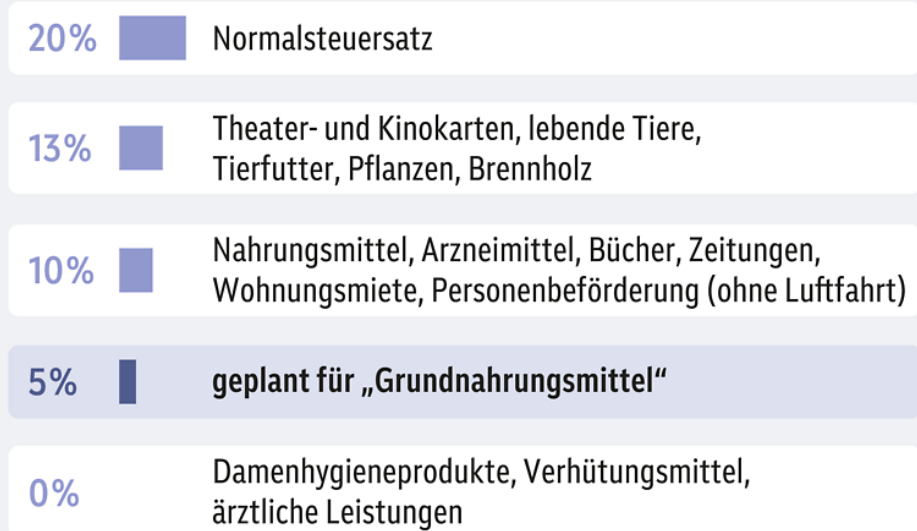 20% Normalsteuersatz
13% Theater- und Kinokarten, lebende Tiere,
Tierfutter, Pflanzen, Brennholz
10% Nahrungsmittel, Arzneimittel, Bücher, Zeitungen,
Wohnungsmiete, Personenbeförderung (ohne Luftfahrt)
5% geplant für „Grundnahrungsmittel“
0% Damenhygieneprodukte, Verhütungsmittel,
ärztliche Leistungen